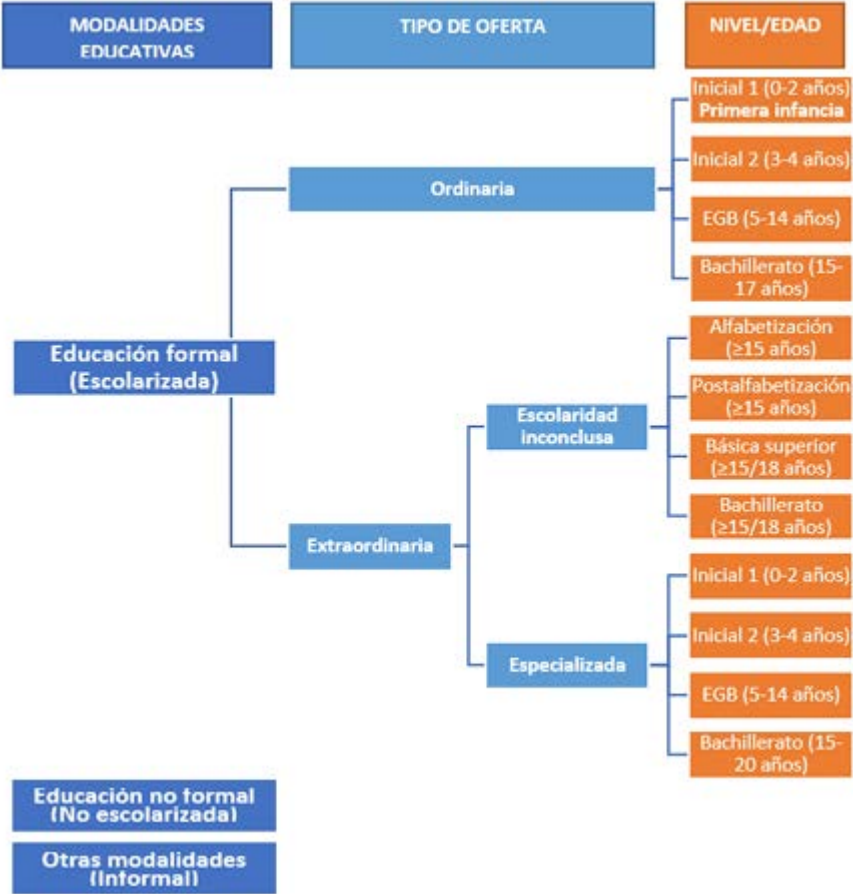 MODALIDADES
EDUCATIVAS
TIPO DE OFERTA
NIVEL/EDAD
Inicial 1 (0-2 años)
Primera infancia
Inicial 2 (3-4 años)
Ordinaria
EGB (5-14 años)
Bachillerato (15-
17 años)
Educación formal
(Escolarizada)
Alfabetización
(≥15 años)
Postalfabetización
(≥15 años)
Escolaridad
inconclusa
Básica superior
(≥15/18 años)
Bachillerato
(≥15/18 años)
Extraordinaria
Inicial 1 (0-2 años)
Inicial 2 (3-4 años)
Especializada
EGB (5-14 años)
Bachillerato (15-
20 años)
Educación no formal
(No escolarizada)
Otras modalidades
(Informal)